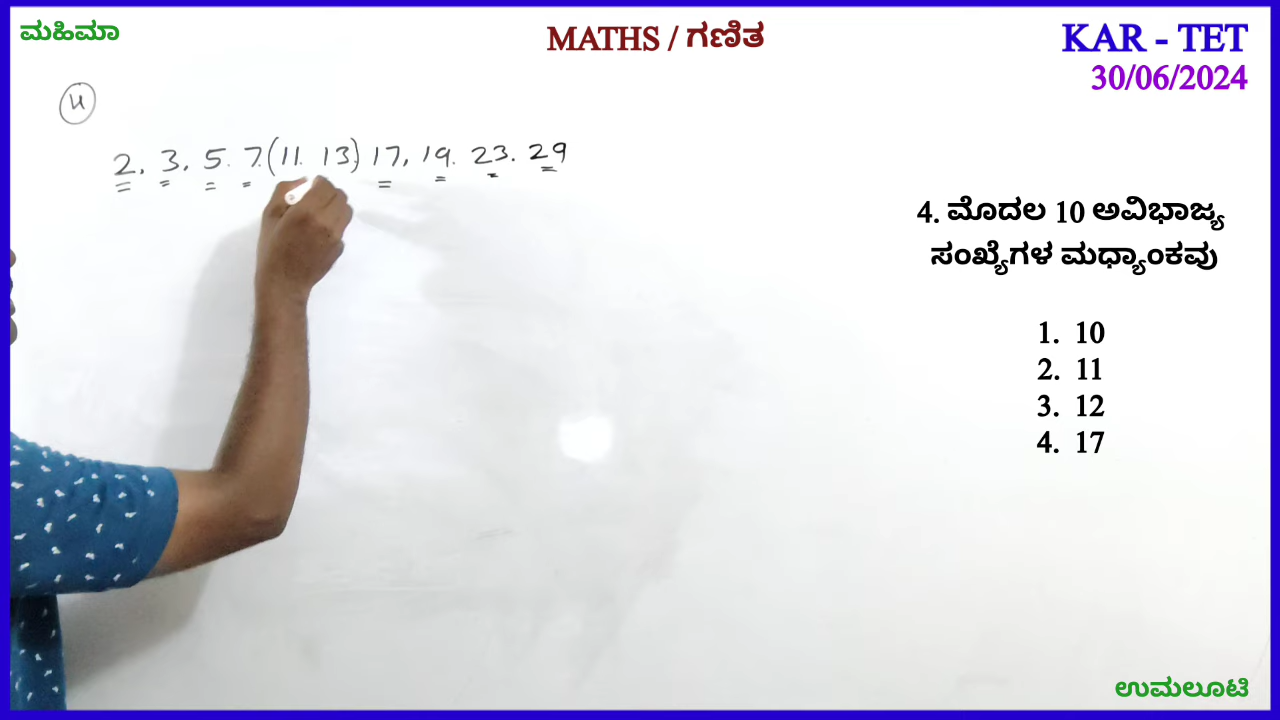 ಮಹಿಮಾ
MATHS / ಗಣಿತ
KAR - TET
30/06/2024
4
2, 3, 5. 7. (11. 13) 17, 19. 23. 29
4. ಮೊದಲ 10 ಅವಿಭಾಜ್ಯ
ಸಂಖ್ಯೆಗಳ ಮಧ್ಯಾಂಕವು
1. 10
2. 11
3. 12
4. 17
ಉಮಲೂಟಿ